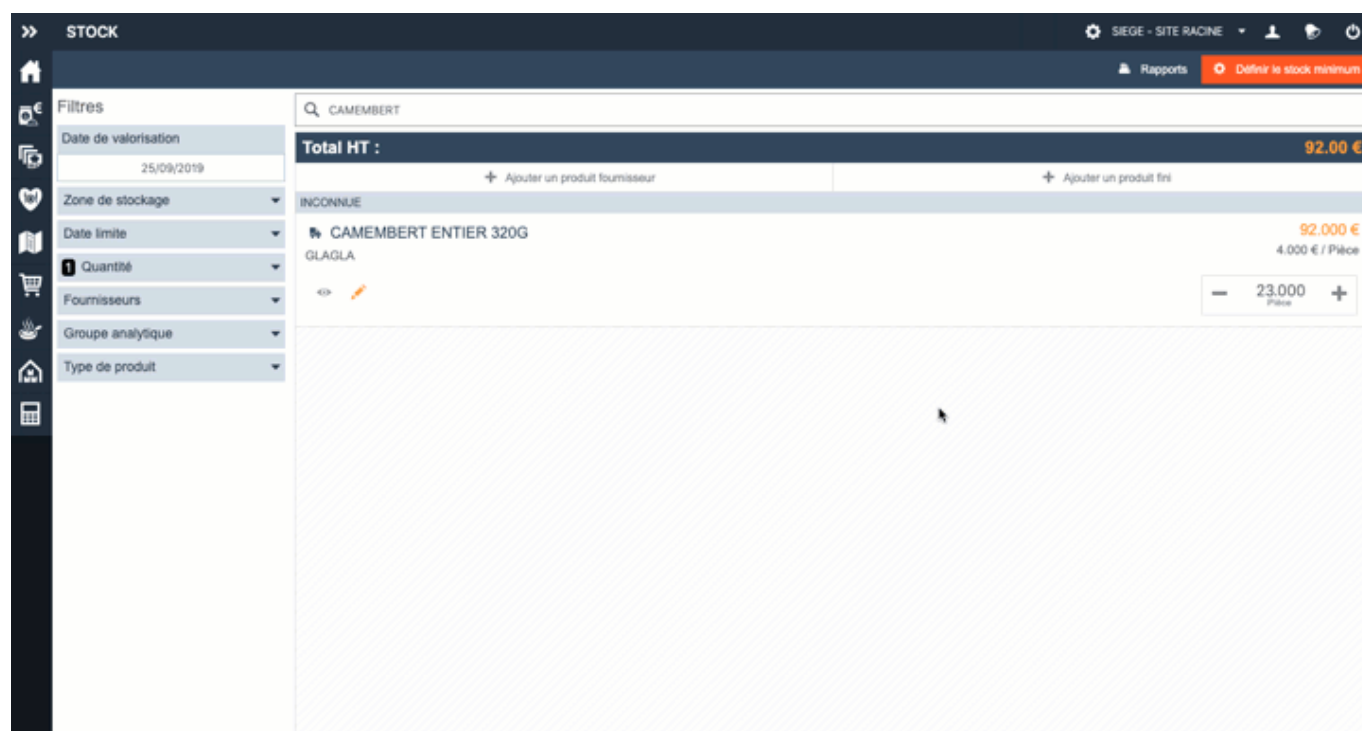 STOCK
SIEGE - SITE RACINE
Rapports
Définir le stock minimum
Filtres
CAMEMBERT
Date de valorisation
25/09/2019
Total HT :
92.00 €
Ajouter un produit fournisseur
Ajouter un produit fini
Zone de stockage
INCONNUE
Date limite
CAMEMBERT ENTIER 320G
92.000 €
GLAGLA
4.000 € / Pièce
1 Quantité
Fournisseurs
23.000
Pièce
Groupe analytique
Type de produit